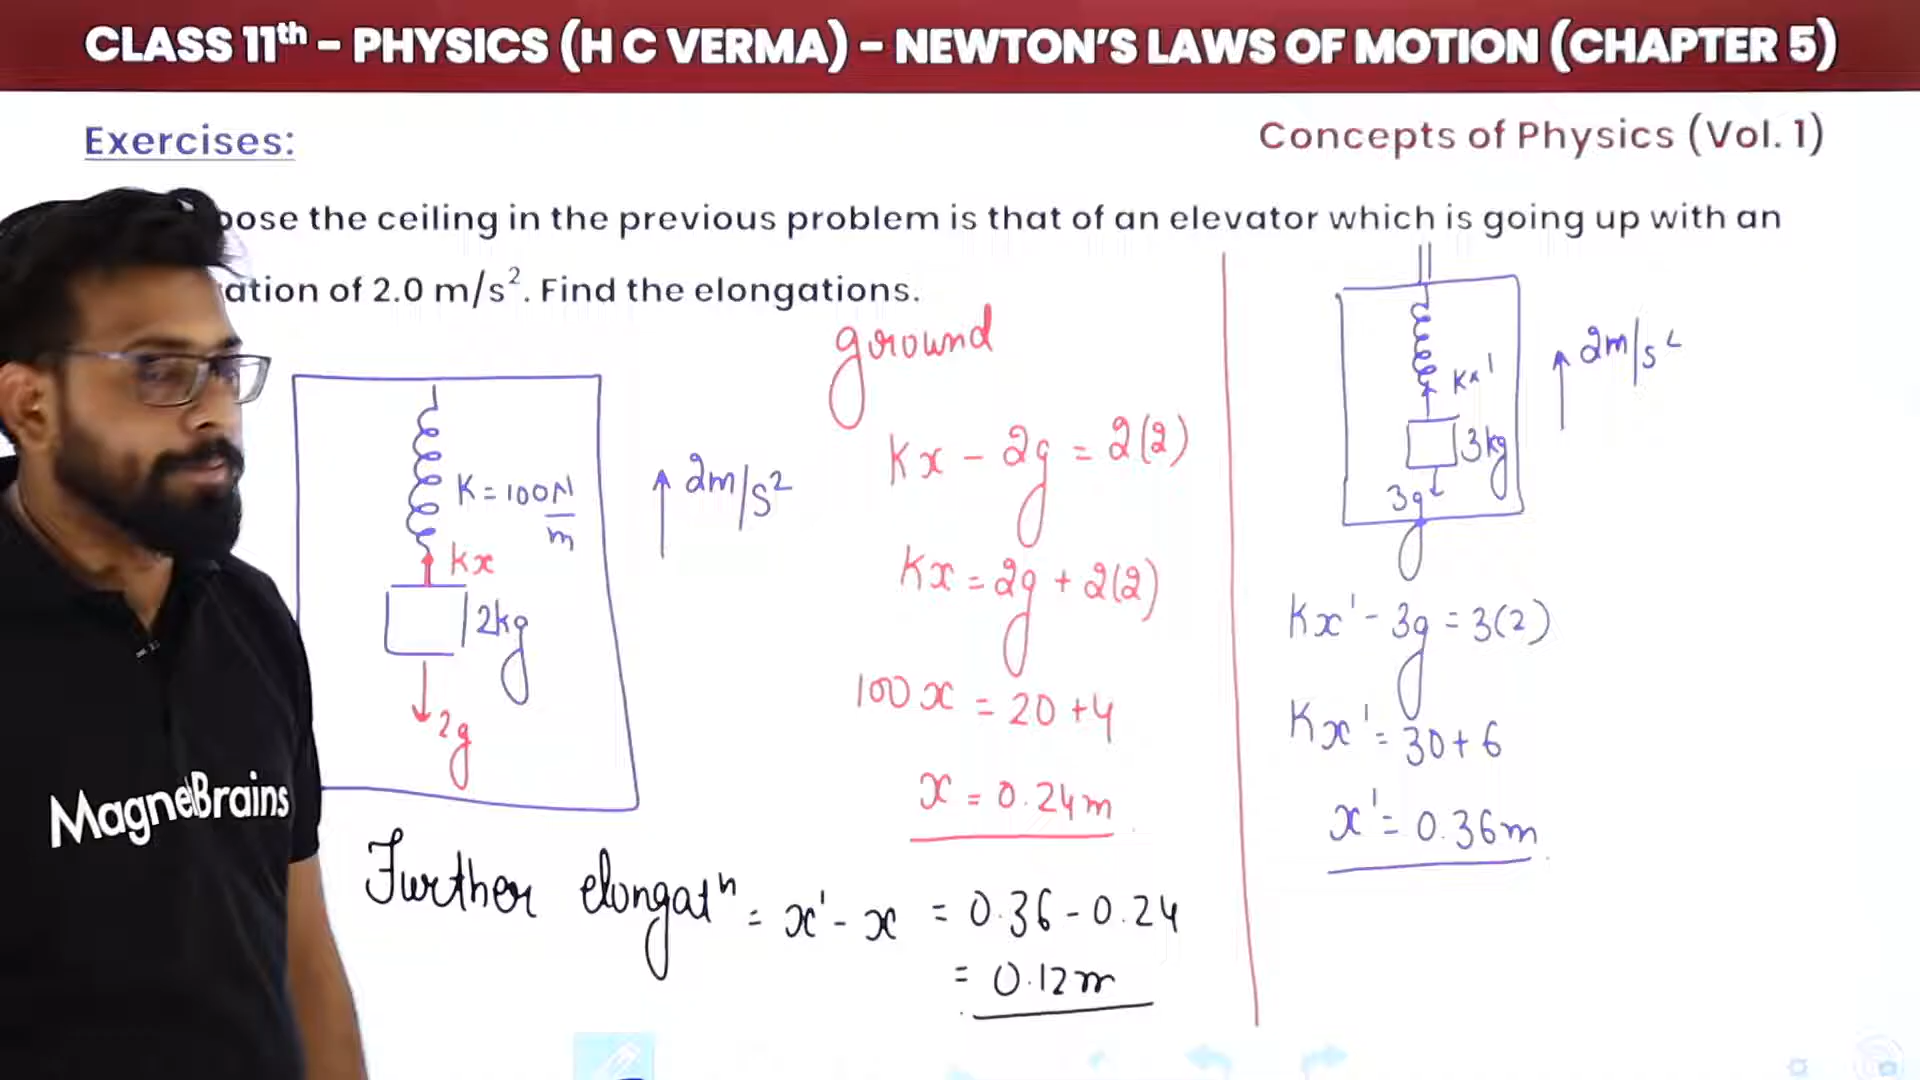 CLASS 11th – PHYSICS (H C VERMA) – NEWTON'S LAWS OF MOTION (CHAPTER 5)
Exercises:
Concepts of Physics (Vol. 1)
pose the ceiling in the previous problem is that of an elevator which is going up with an
ation of 2.0 m/s². Find the elongations.
K = 100 N/m
Kx
2kg
2g
2m/s²
ground
Kx - 2g = 2(2)
Kx = 2g + 2(2)
100x = 20 + 4
x = 0.24m
Kx'
3kg
3g
2m/s²
Kx' - 3g = 3(2)
Kx' = 30 + 6
x' = 0.36m
Further elongatⁿ = x' - x = 0.36 - 0.24
= 0.12m
MagnetBrains